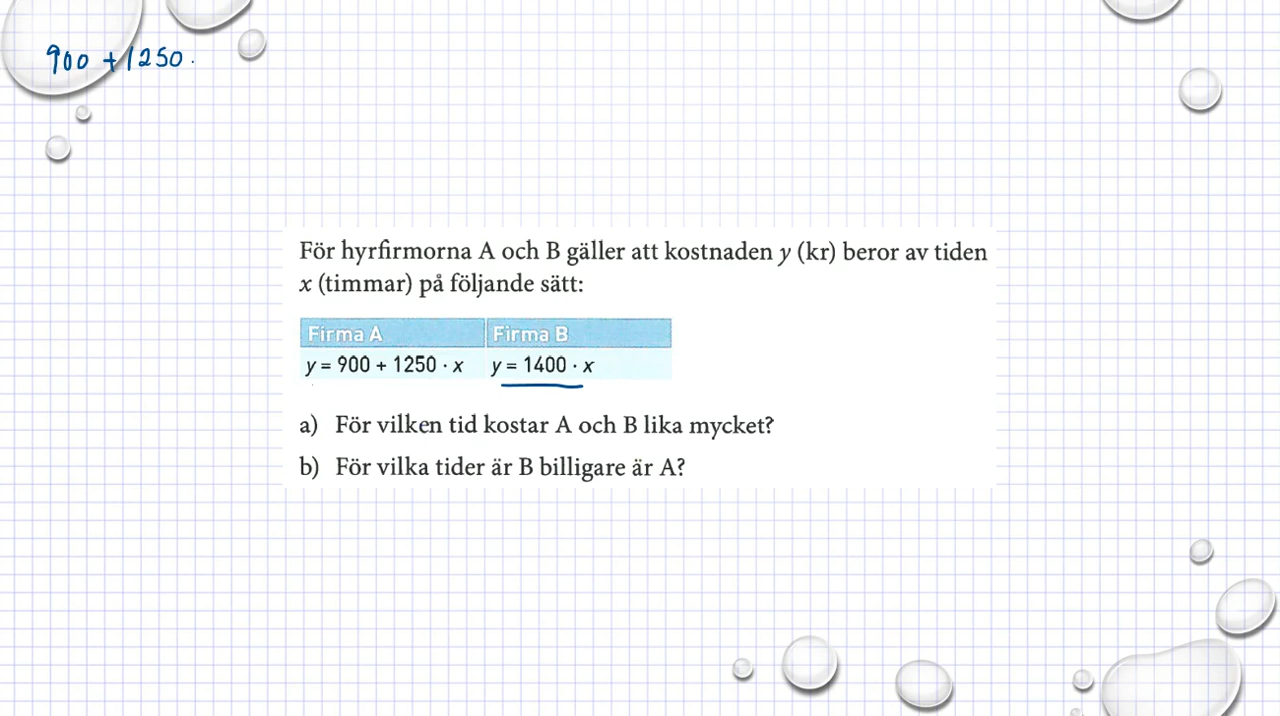 900 + 1250 ·
För hyrfirmorna A och B gäller att kostnaden y (kr) beror av tiden
x (timmar) på följande sätt:
Firma A Firma B
y = 900 + 1250 · x y = 1400 · x
a) För vilken tid kostar A och B lika mycket?
b) För vilka tider är B billigare är A?